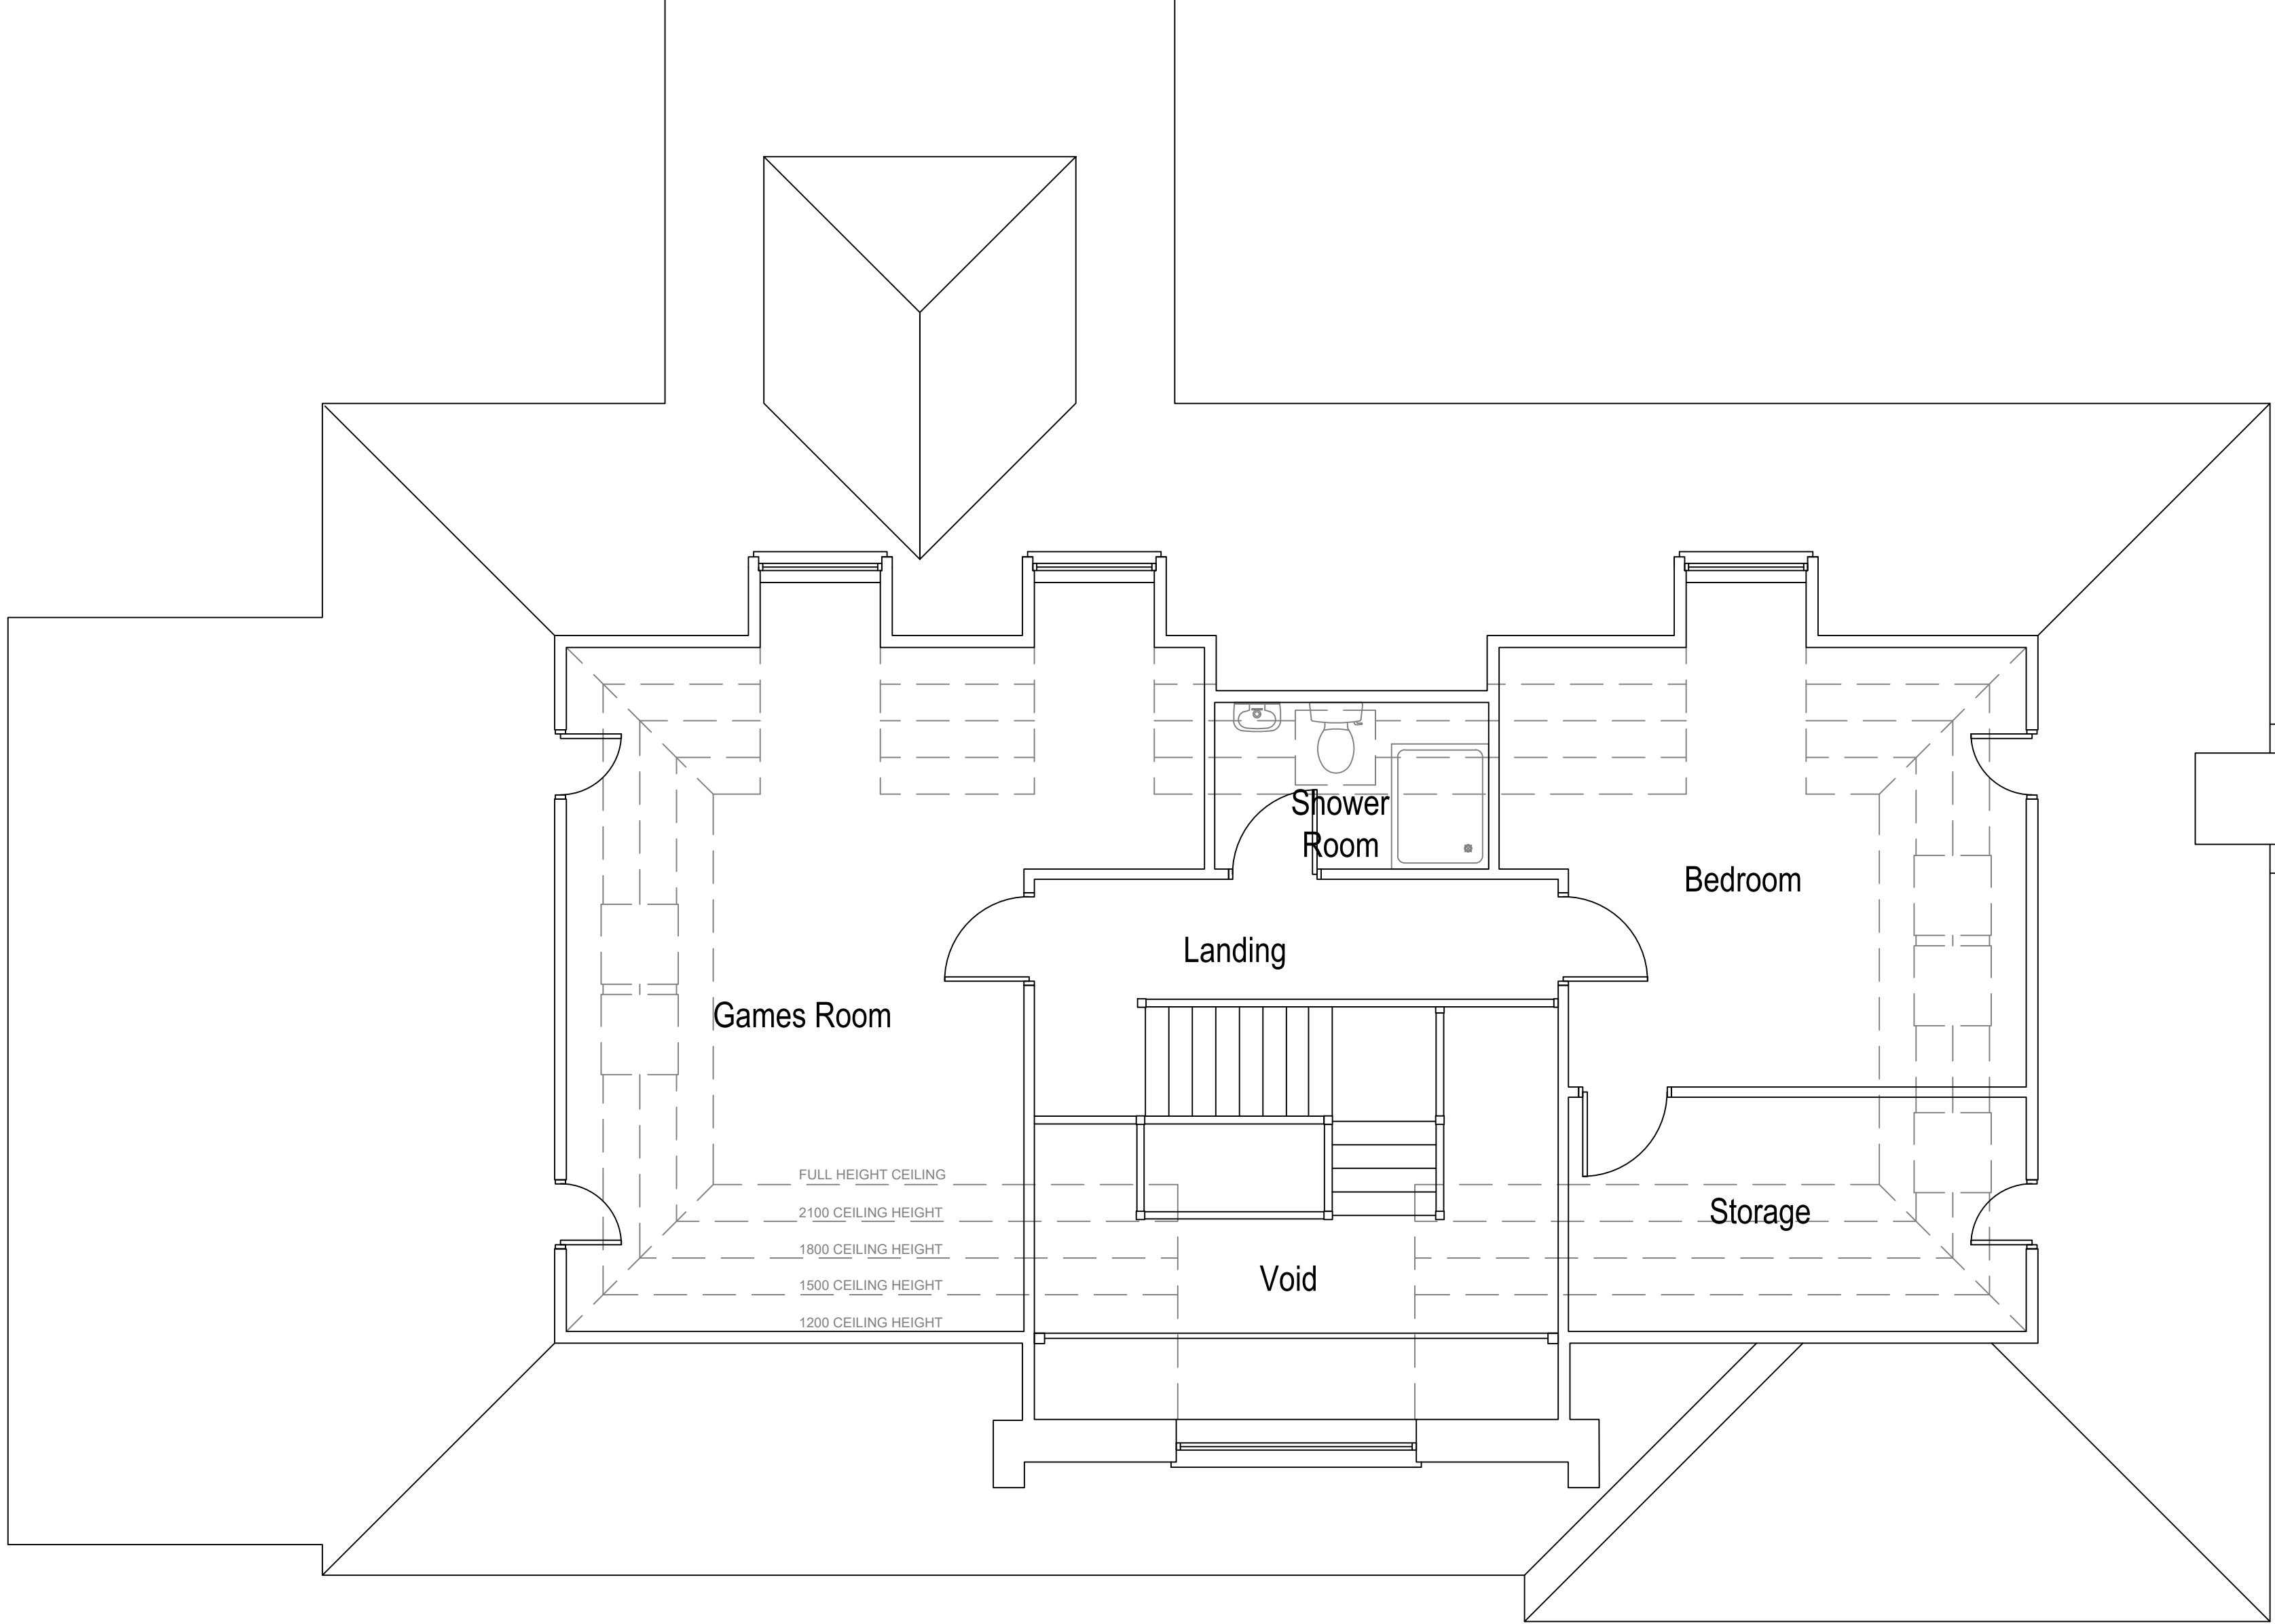 Shower
Room
Bedroom
Landing
Games Room
FULL HEIGHT CEILING
2100 CEILING HEIGHT
1800 CEILING HEIGHT
1500 CEILING HEIGHT
1200 CEILING HEIGHT
Storage
Void